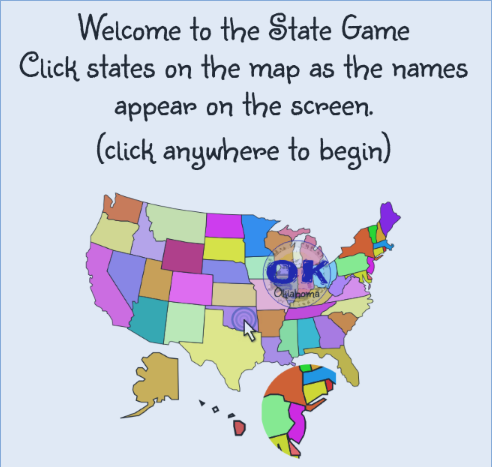 Welcome to the State Game
Click states on the map as the names
appear on the screen.
(click anywhere to begin)
OK
Oklahoma